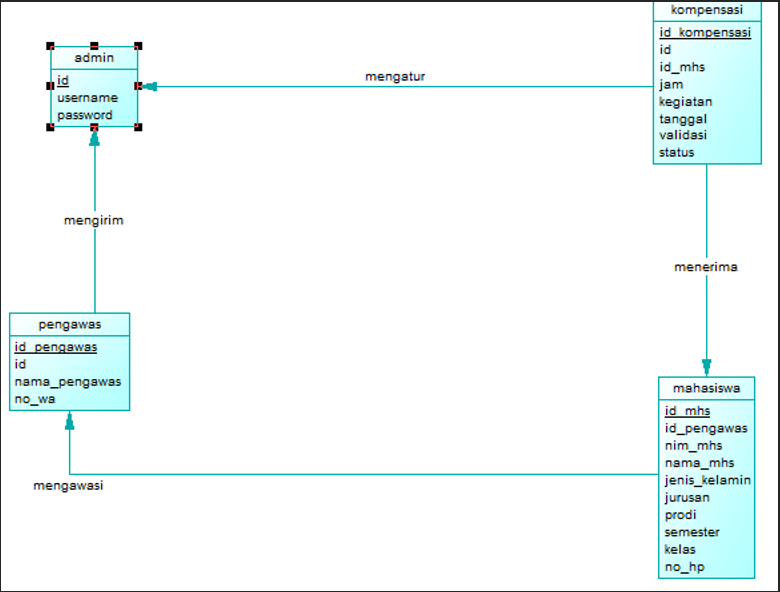 kompensasi
id_kompensasi
id
id_mhs
jam
kegiatan
tanggal
validasi
status
admin
id
username
password
mengatur
mengirim
menerima
pengawas
id_pengawas
id
nama_pengawas
no_wa
mengawasi
mahasiswa
id_mhs
id_pengawas
nim_mhs
nama_mhs
jenis_kelamin
jurusan
prodi
semester
kelas
no_hp